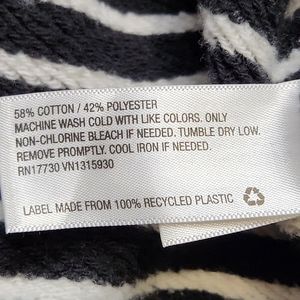 58% COTTON / 42% POLYESTER
MACHINE WASH COLD WITH LIKE COLORS. ONLY
NON-CHLORINE BLEACH IF NEEDED. TUMBLE DRY LOW.
REMOVE PROMPTLY. COOL IRON IF NEEDED.
RN17730 VN1315930
LABEL MADE FROM 100% RECYCLED PLASTIC